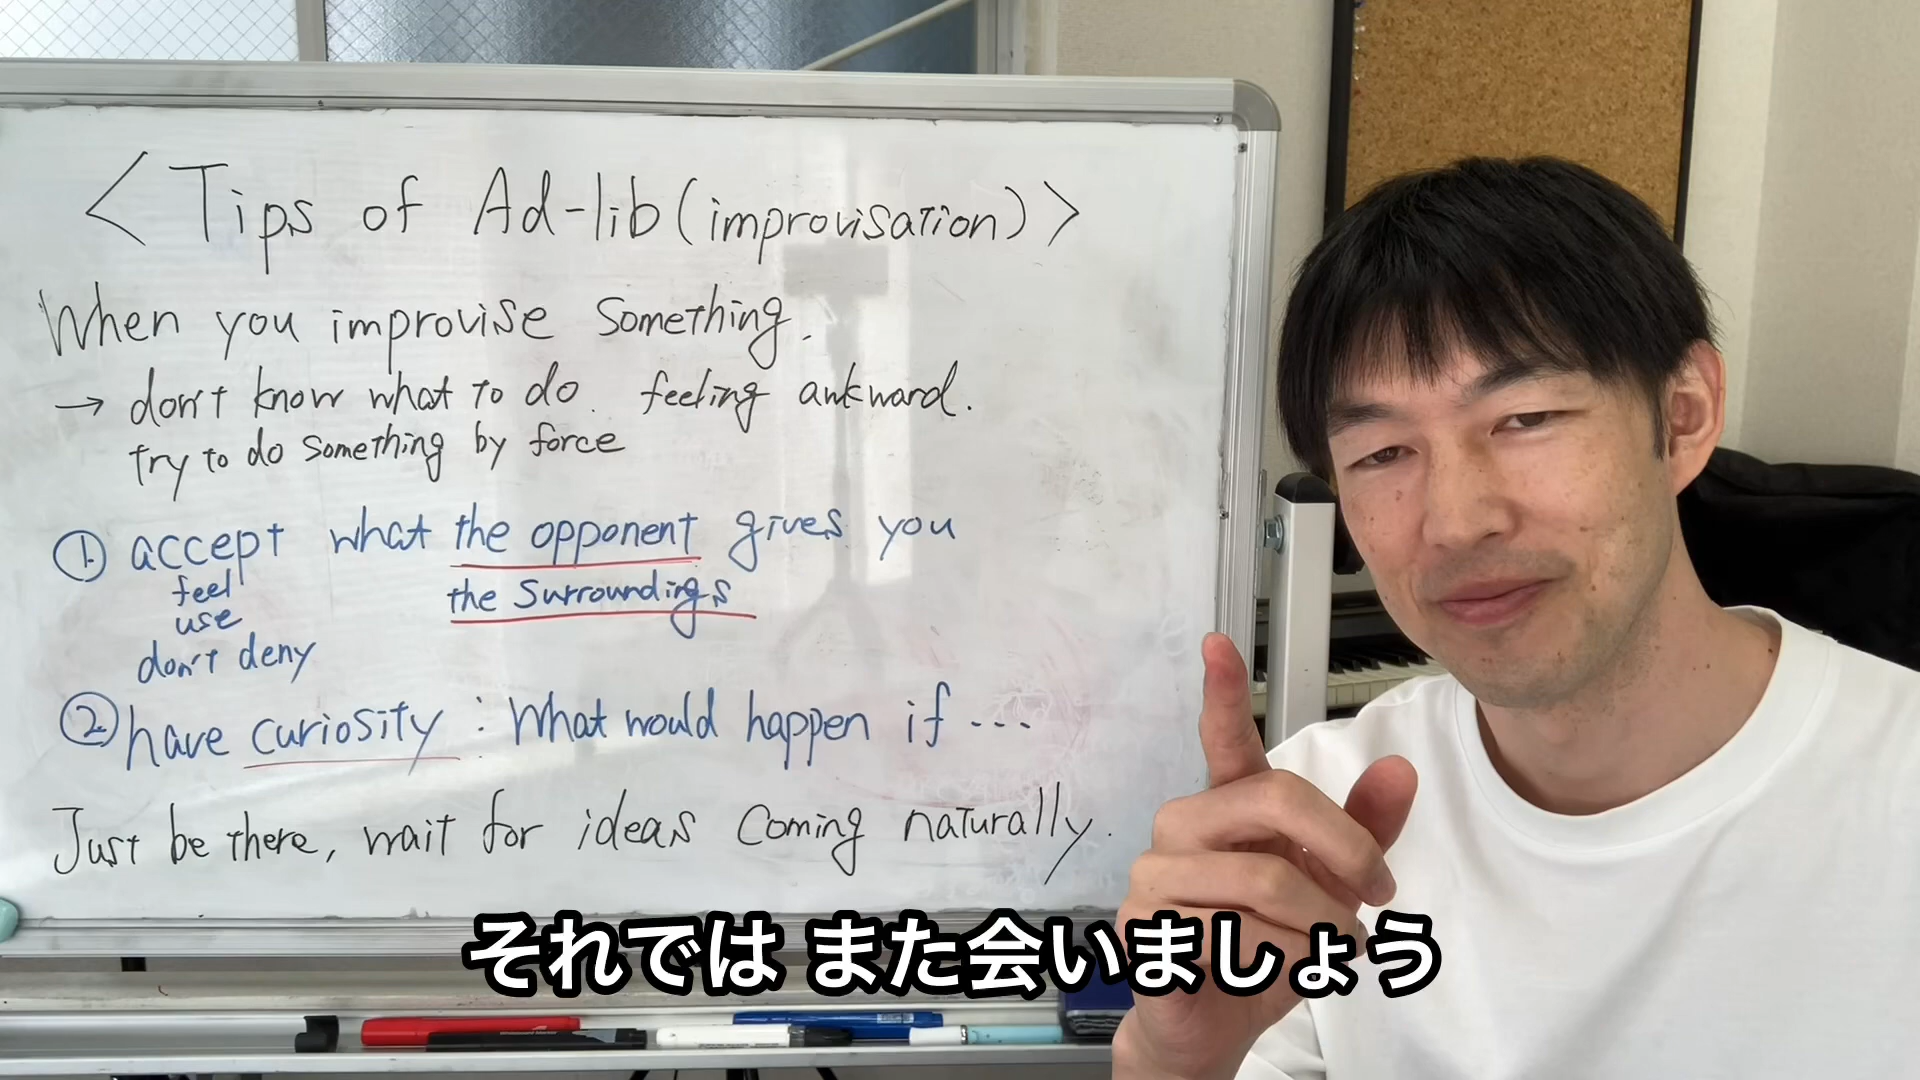 <Tips of Ad-lib (improvisation)>
When you improvise something.
→ don't know what to do. feeling awkward.
try to do something by force
① accept what the opponent gives you
feel the surroundings
use
don't deny
② have curiosity : What would happen if ...
Just be there, wait for ideas coming naturally.
それでは また会いましょう